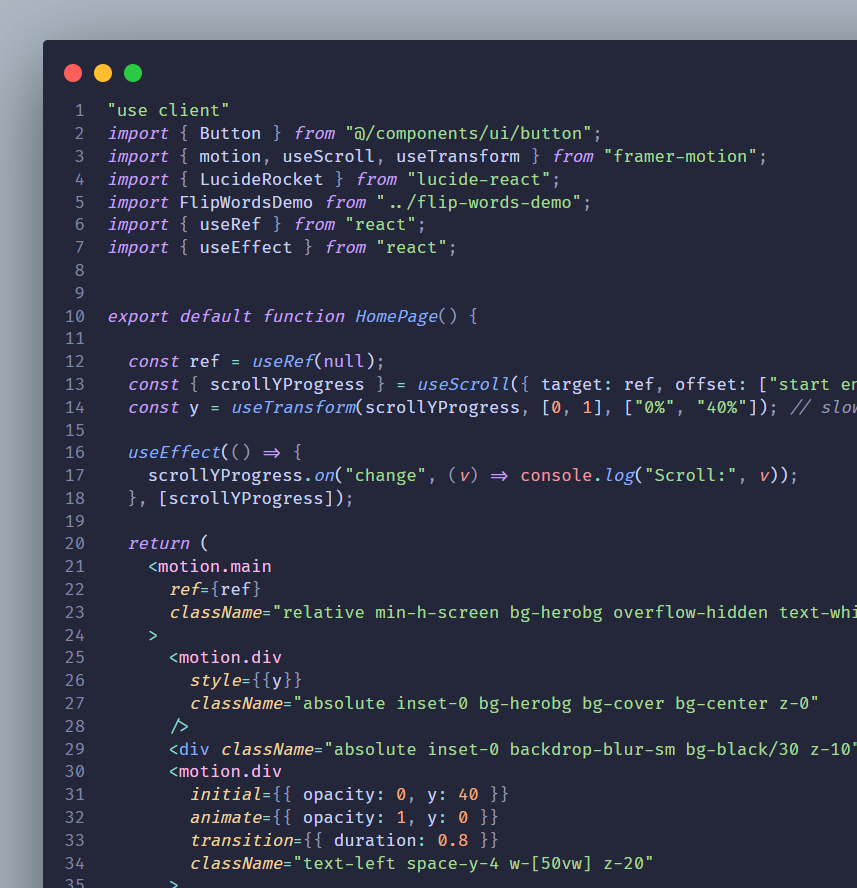 1 "use client"
2 import { Button } from "@/components/ui/button";
3 import { motion, useScroll, useTransform } from "framer-motion";
4 import { LucideRocket } from "lucide-react";
5 import FlipWordsDemo from "../flip-words-demo";
6 import { useRef } from "react";
7 import { useEffect } from "react";
8
9
10 export default function HomePage() {
11
12 const ref = useRef(null);
13 const { scrollYProgress } = useScroll({ target: ref, offset: ["start
14 const y = useTransform(scrollYProgress, [0, 1], ["0%", "40%"]); //
15
16 useEffect(() => {
17 scrollYProgress.on("change", (v) => console.log("Scroll:", v));
18 }, [scrollYProgress]);
19
20 return (
21 <motion.main
22 ref={ref}
23 className="relative min-h-screen bg-herobg overflow-hidden
24 >
25 <motion.div
26 style={{y}}
27 className="absolute inset-0 bg-herobg bg-cover bg-center z-0"
28 />
29 <div className="absolute inset-0 backdrop-blur-sm bg-black/30 z-10"
30 <motion.div
31 initial={{ opacity: 0, y: 40 }}
32 animate={{ opacity: 1, y: 0 }}
33 transition={{ duration: 0.8 }}
34 className="text-left space-y-4 w-[50vw] z-20"
35 >